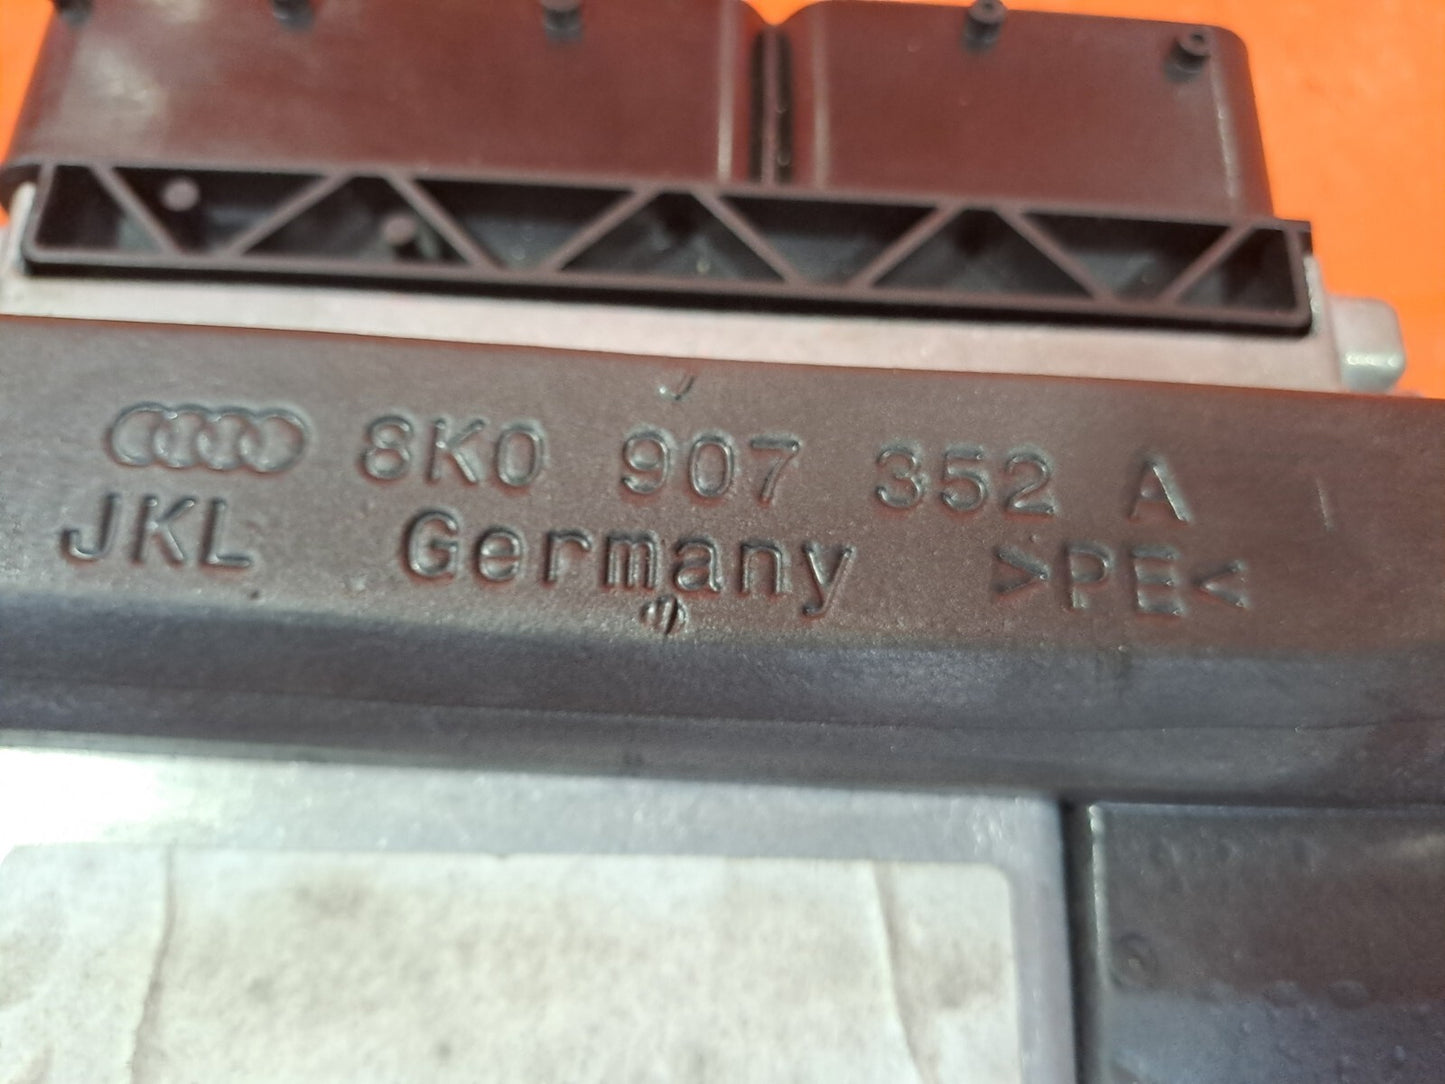 8K0 907 352 A
JKL Germany >PE<